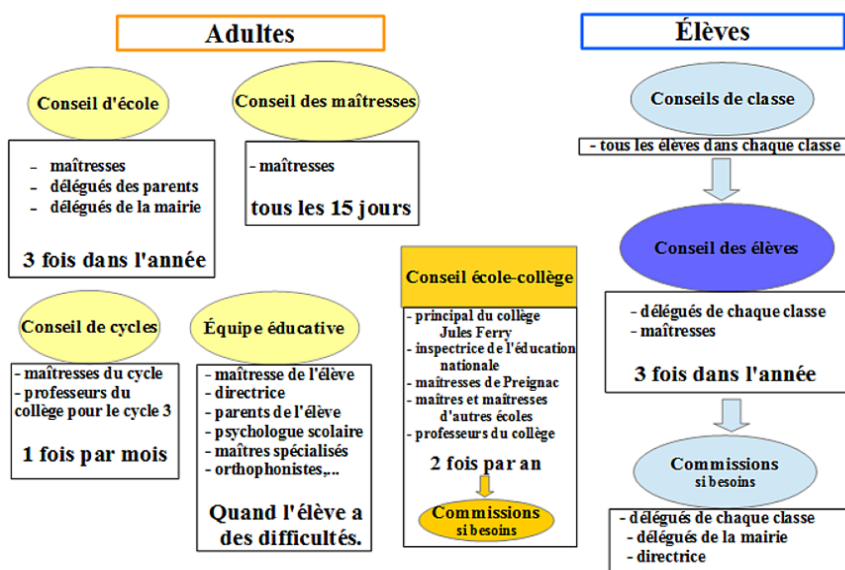 Adultes
Conseil d'école
- maîtresses
- délégués des parents
- délégués de la mairie
3 fois dans l'année
Conseil des maîtresses
- maîtresses
tous les 15 jours
Conseil de cycles
- maîtresses du cycle
- professeurs du
collège pour le cycle 3
1 fois par mois
Équipe éducative
- maîtresse de l'élève
- directrice
- parents de l'élève
- psychologue scolaire
- maîtres spécialisés
- orthophonistes,...
Quand l'élève a
des difficultés.
Conseil école-collège
- principal du collège
Jules Ferry
- inspectrice de l'éducation
nationale
- maîtresses de Preignac
- maîtres et maîtresses
d'autres écoles
- professeurs du collège
2 fois par an
Commissions
si besoins
Élèves
Conseils de classe
- tous les élèves dans chaque classe
Conseil des élèves
- délégués de chaque classe
- maîtresses
3 fois dans l'année
Commissions
si besoins
- délégués de chaque classe
- délégués de la mairie
- directrice